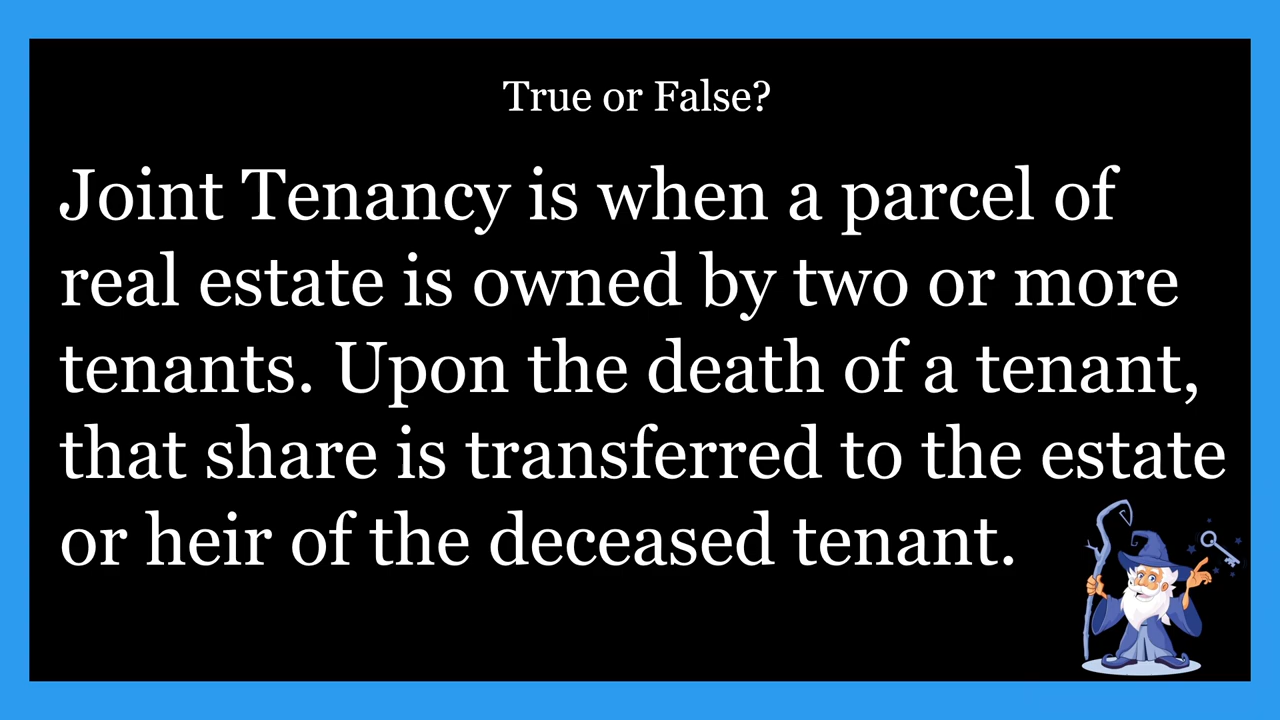 True or False?
Joint Tenancy is when a parcel of
real estate is owned by two or more
tenants. Upon the death of a tenant,
that share is transferred to the estate
or heir of the deceased tenant.